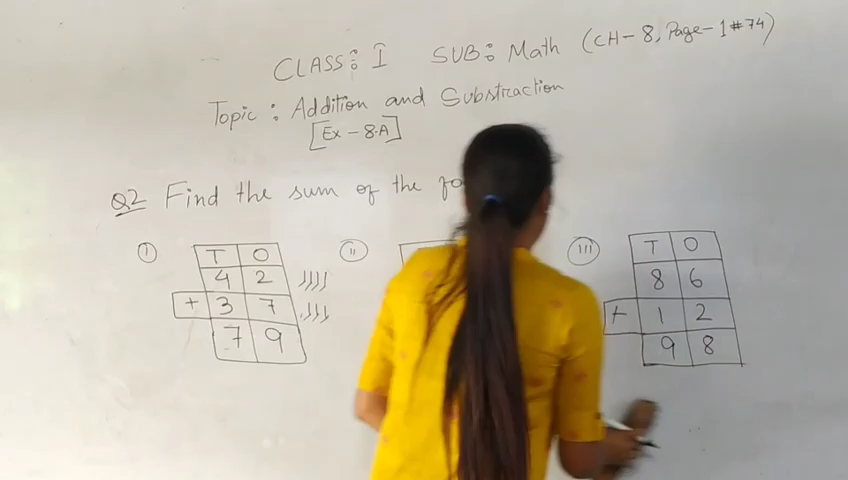 CLASS: I SUB: Math (CH-8, Page-1#74)
Topic: Addition and Substraction
[Ex-8.A]
Q2 Find the sum of the
i
T O
4 2
+ 3 7
7 9
ii
iii
T O
8 6
+ 1 2
9 8